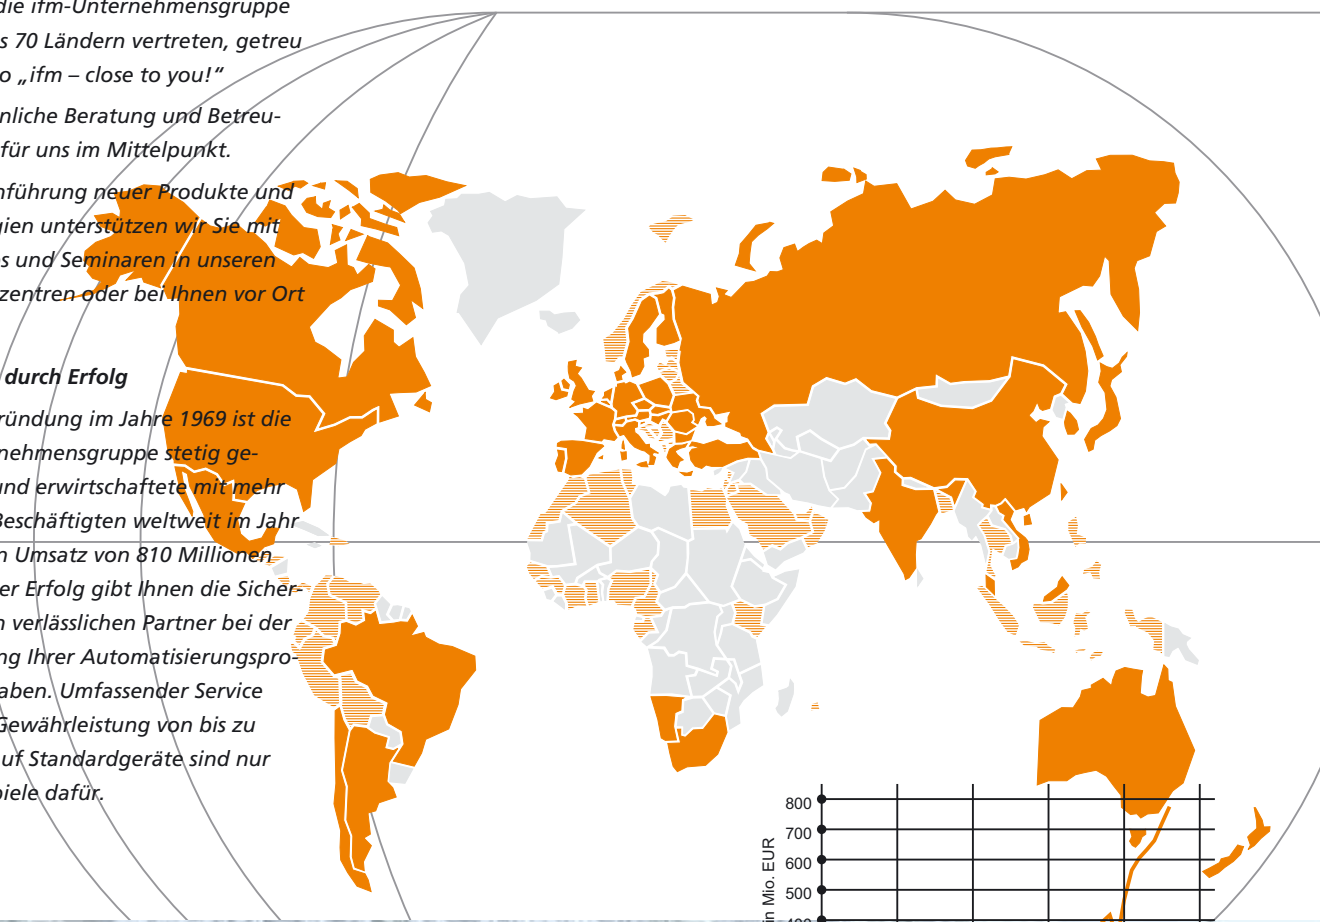 die ifm-Unternehmensgruppe
s 70 Ländern vertreten, getreu
o „ifm – close to you!“
nliche Beratung und Betreu-
für uns im Mittelpunkt.
nführung neuer Produkte und
gien unterstützen wir Sie mit
s und Seminaren in unseren
zentren oder bei Ihnen vor Ort
durch Erfolg
ründung im Jahre 1969 ist die
nehmensgruppe stetig ge-
und erwirtschaftete mit mehr
Beschäftigten weltweit im Jahr
n Umsatz von 810 Millionen
er Erfolg gibt Ihnen die Sicher-
n verlässlichen Partner bei der
ng Ihrer Automatisierungspro-
aben. Umfassender Service
Gewährleistung von bis zu
uf Standardgeräte sind nur
piele dafür.
800
700
600
500
400
in Mio. EUR